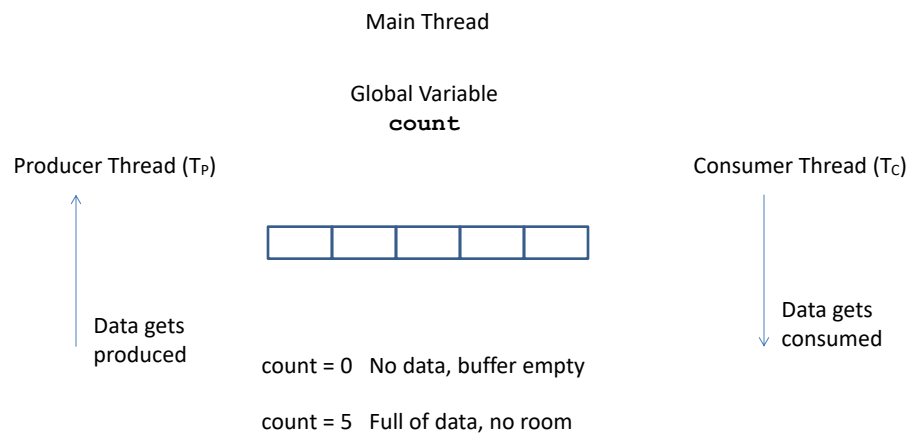 Main Thread
Global Variable
count
Producer Thread (TP)
Consumer Thread (TC)
Data gets
produced
Data gets
consumed
count = 0 No data, buffer empty
count = 5 Full of data, no room